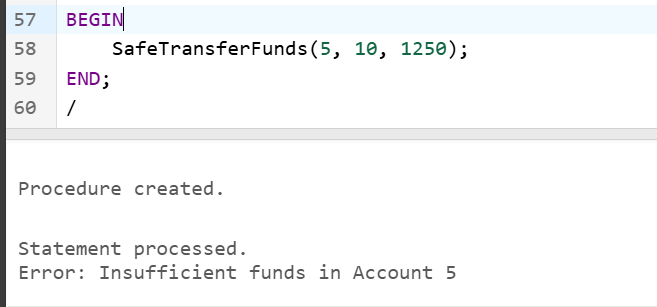 57 BEGIN
58 SafeTransferFunds(5, 10, 1250);
59 END;
60 /
Procedure created.
Statement processed.
Error: Insufficient funds in Account 5